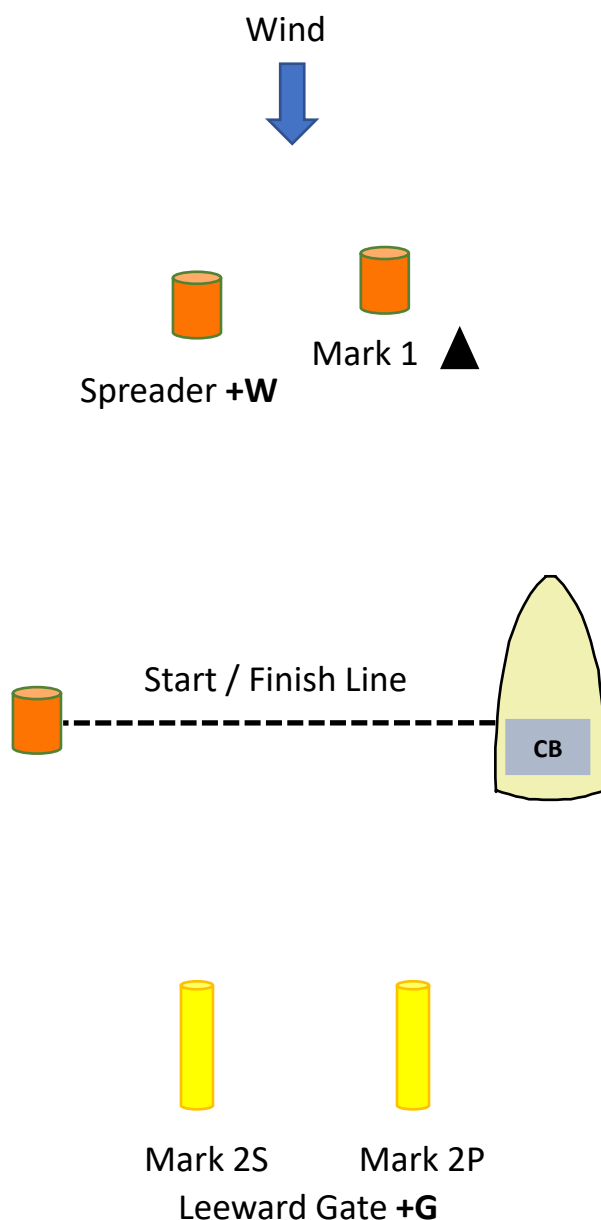 Wind
Mark 1
Spreader +W
Start / Finish Line
CB
Mark 2S Mark 2P
Leeward Gate +G